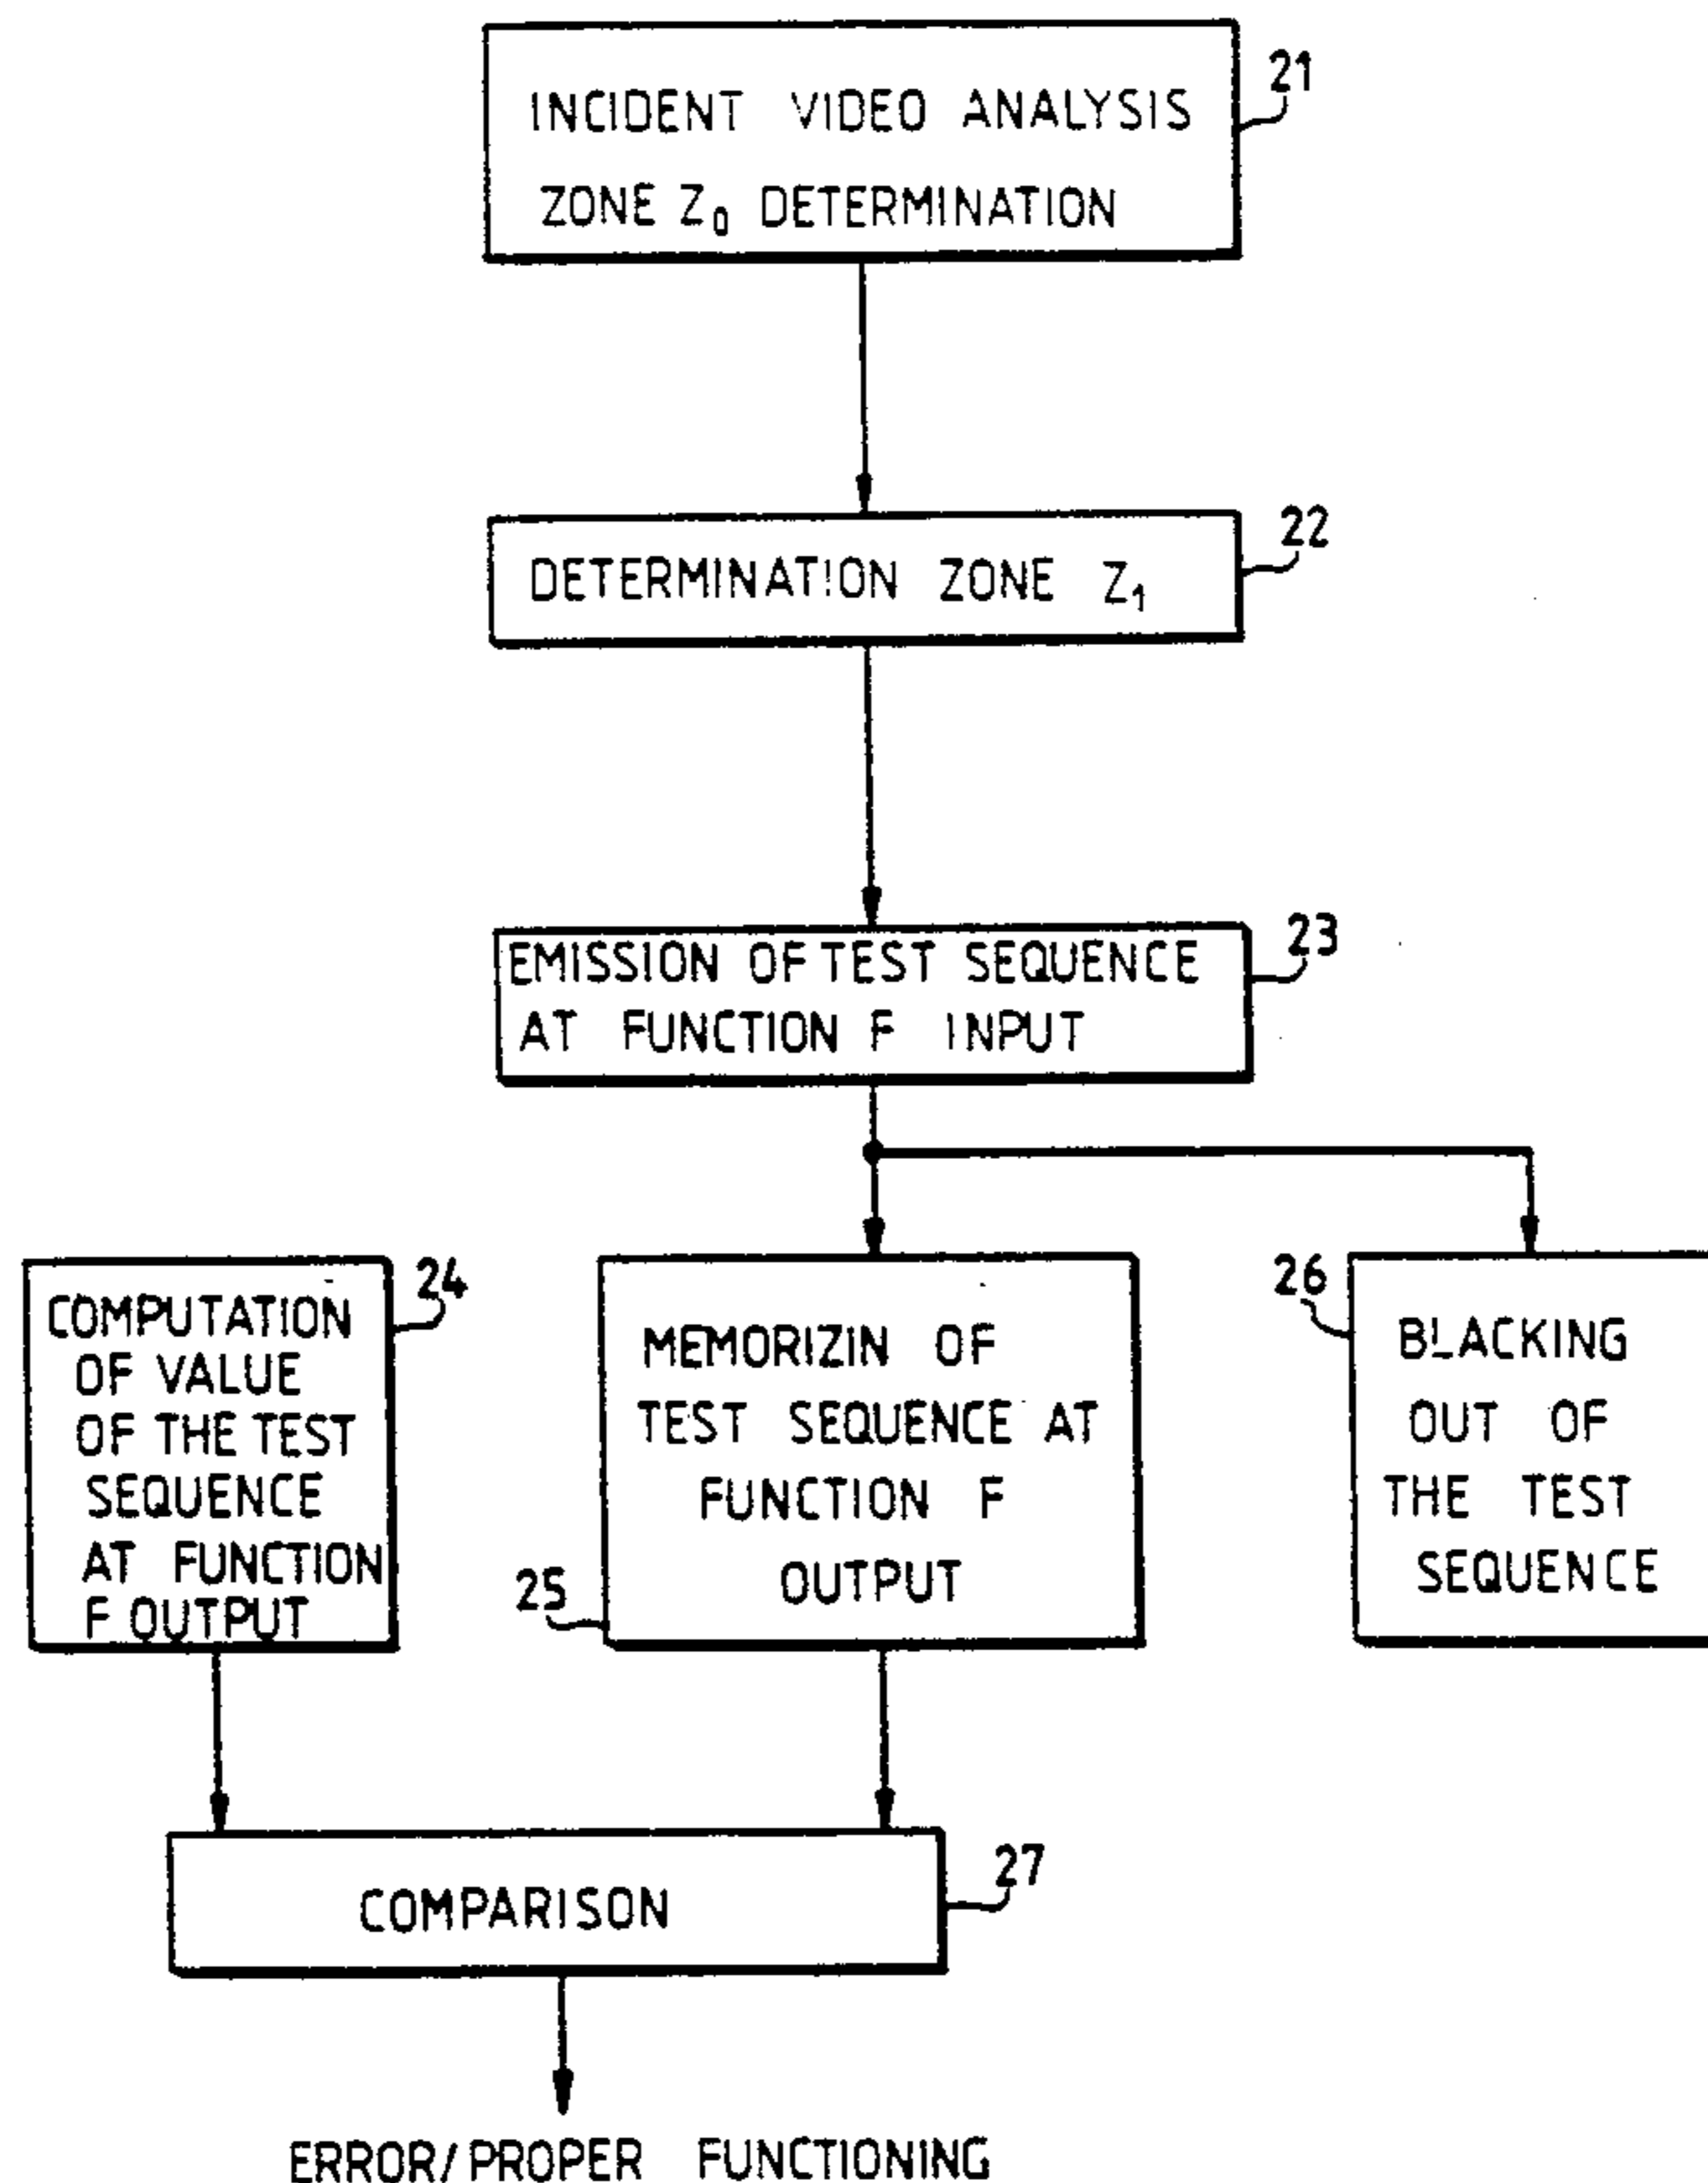 21
INCIDENT VIDEO ANALYSIS
ZONE Z₀ DETERMINATION
22
DETERMINATION ZONE Z₁
23
EMISSION OF TEST SEQUENCE
AT FUNCTION F INPUT
24
COMPUTATION
OF VALUE
OF THE TEST
SEQUENCE
AT FUNCTION
F OUTPUT
25
MEMORIZIN OF
TEST SEQUENCE AT
FUNCTION F
OUTPUT
26
BLACKING
OUT OF
THE TEST
SEQUENCE
27
COMPARISON
ERROR/PROPER FUNCTIONING